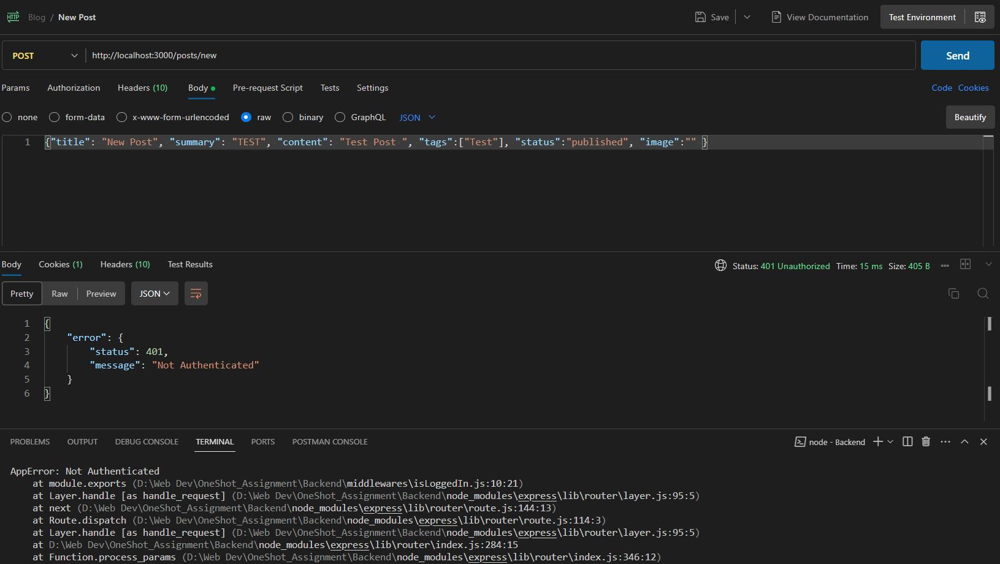 HTTP Blog / New Post Save View Documentation Test Environment
POST http://localhost:3000/posts/new Send
Params Authorization Headers (10) Body Pre-request Script Tests Settings Code Cookies
none form-data x-www-form-urlencoded raw binary GraphQL JSON Beautify
1 {"title": "New Post", "summary": "TEST", "content": "Test Post ", "tags":["Test"], "status":"published", "image":"" }
Body Cookies (1) Headers (10) Test Results Status: 401 Unauthorized Time: 15 ms Size: 405 B
Pretty Raw Preview JSON
1 {
2 "error": {
3 "status": 401,
4 "message": "Not Authenticated"
5 }
6 }
PROBLEMS OUTPUT DEBUG CONSOLE TERMINAL PORTS POSTMAN CONSOLE node - Backend
AppError: Not Authenticated
at module.exports (D:\Web Dev\OneShot_Assignment\Backend\middlewares\isLoggedIn.js:10:21)
at Layer.handle [as handle_request] (D:\Web Dev\OneShot_Assignment\Backend\node_modules\express\lib\router\layer.js:95:5)
at next (D:\Web Dev\OneShot_Assignment\Backend\node_modules\express\lib\router\route.js:144:13)
at Route.dispatch (D:\Web Dev\OneShot_Assignment\Backend\node_modules\express\lib\router\route.js:114:3)
at Layer.handle [as handle_request] (D:\Web Dev\OneShot_Assignment\Backend\node_modules\express\lib\router\layer.js:95:5)
at D:\Web Dev\OneShot_Assignment\Backend\node_modules\express\lib\router\index.js:284:15
at Function.process_params (D:\Web Dev\OneShot_Assignment\Backend\node_modules\express\lib\router\index.js:346:12)